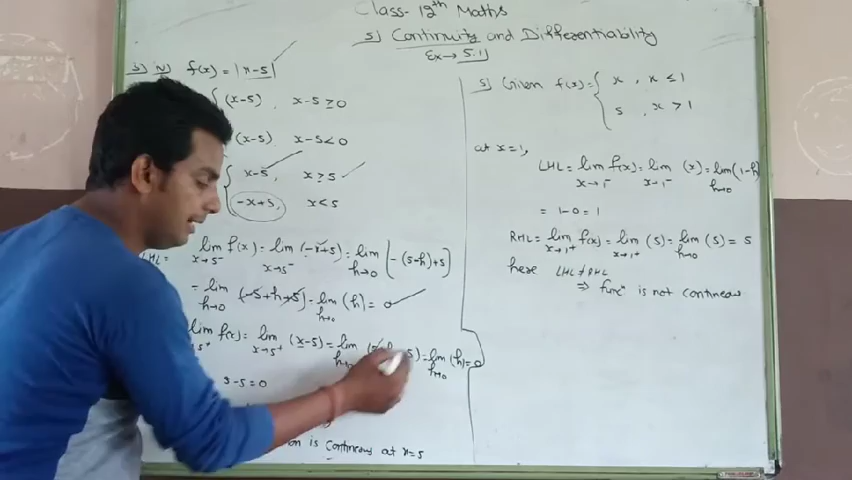 Class- 12th Maths
5) Continuity and Differentiability
Ex → 5.1
3) (iv) f(x) = |x-5|
(x-5), x-5 ≥ 0
(x-5), x-5 < 0
x-5, x ≥ 5
-x+5, x < 5
LHL = lim x→5⁻ f(x) = lim x→5⁻ (-x+5) = lim h→0 [-(5-h)+5]
= lim h→0 (-5+h+5) = lim h→0 (h) = 0
lim 5⁺ f(x) = lim x→5⁺ (x-5) = lim h→0 5) = lim h→0 (h) = 0
5-5=0
is continuous at x=5
5) Given f(x) = { x, x ≤ 1
5, x > 1
at x=1,
LHL = lim x→1⁻ f(x) = lim x→1⁻ (x) = lim h→0 (1-h)
= 1-0 = 1
RHL = lim x→1⁺ f(x) = lim x→1⁺ (5) = lim h→0 (5) = 5
here LHL ≠ RHL
⇒ funcⁿ is not continuous